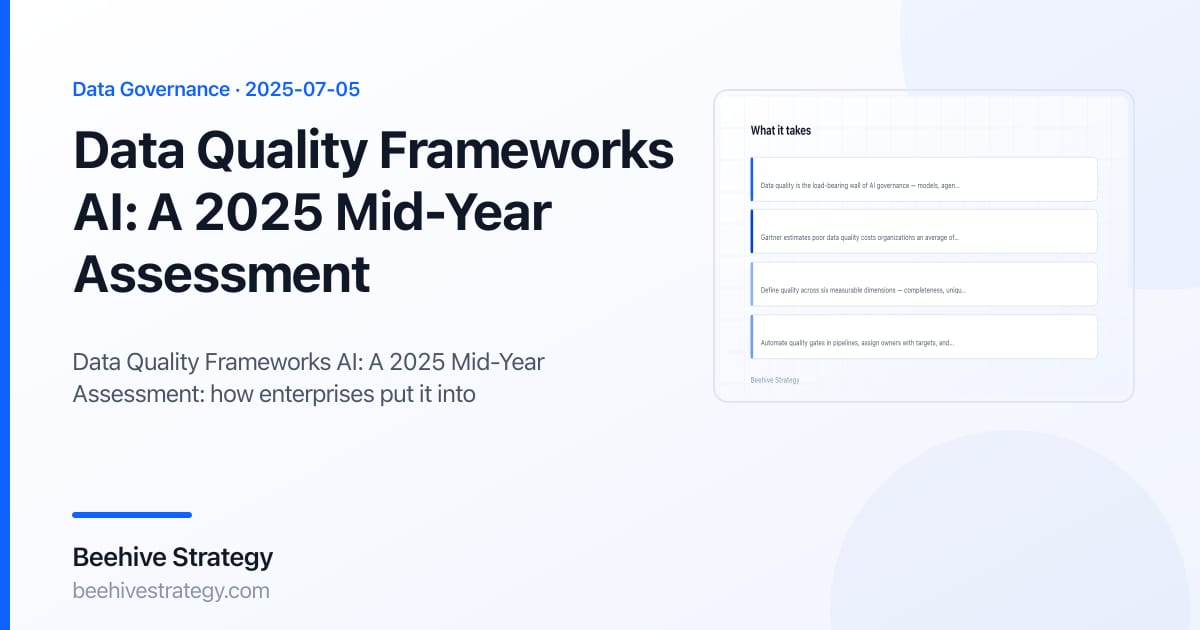 Data Governance · 2025-07-05
Data Quality Frameworks
AI: A 2025 Mid-Year
Assessment
Data Quality Frameworks AI: A 2025 Mid-Year
Assessment: how enterprises put it into
Beehive Strategy
beehivestrategy.com
What it takes
Data quality is the load-bearing wall of AI governance — models, agen...
Gartner estimates poor data quality costs organizations an average of...
Define quality across six measurable dimensions — completeness, uniqu...
Automate quality gates in pipelines, assign owners with targets, and...
Beehive Strategy